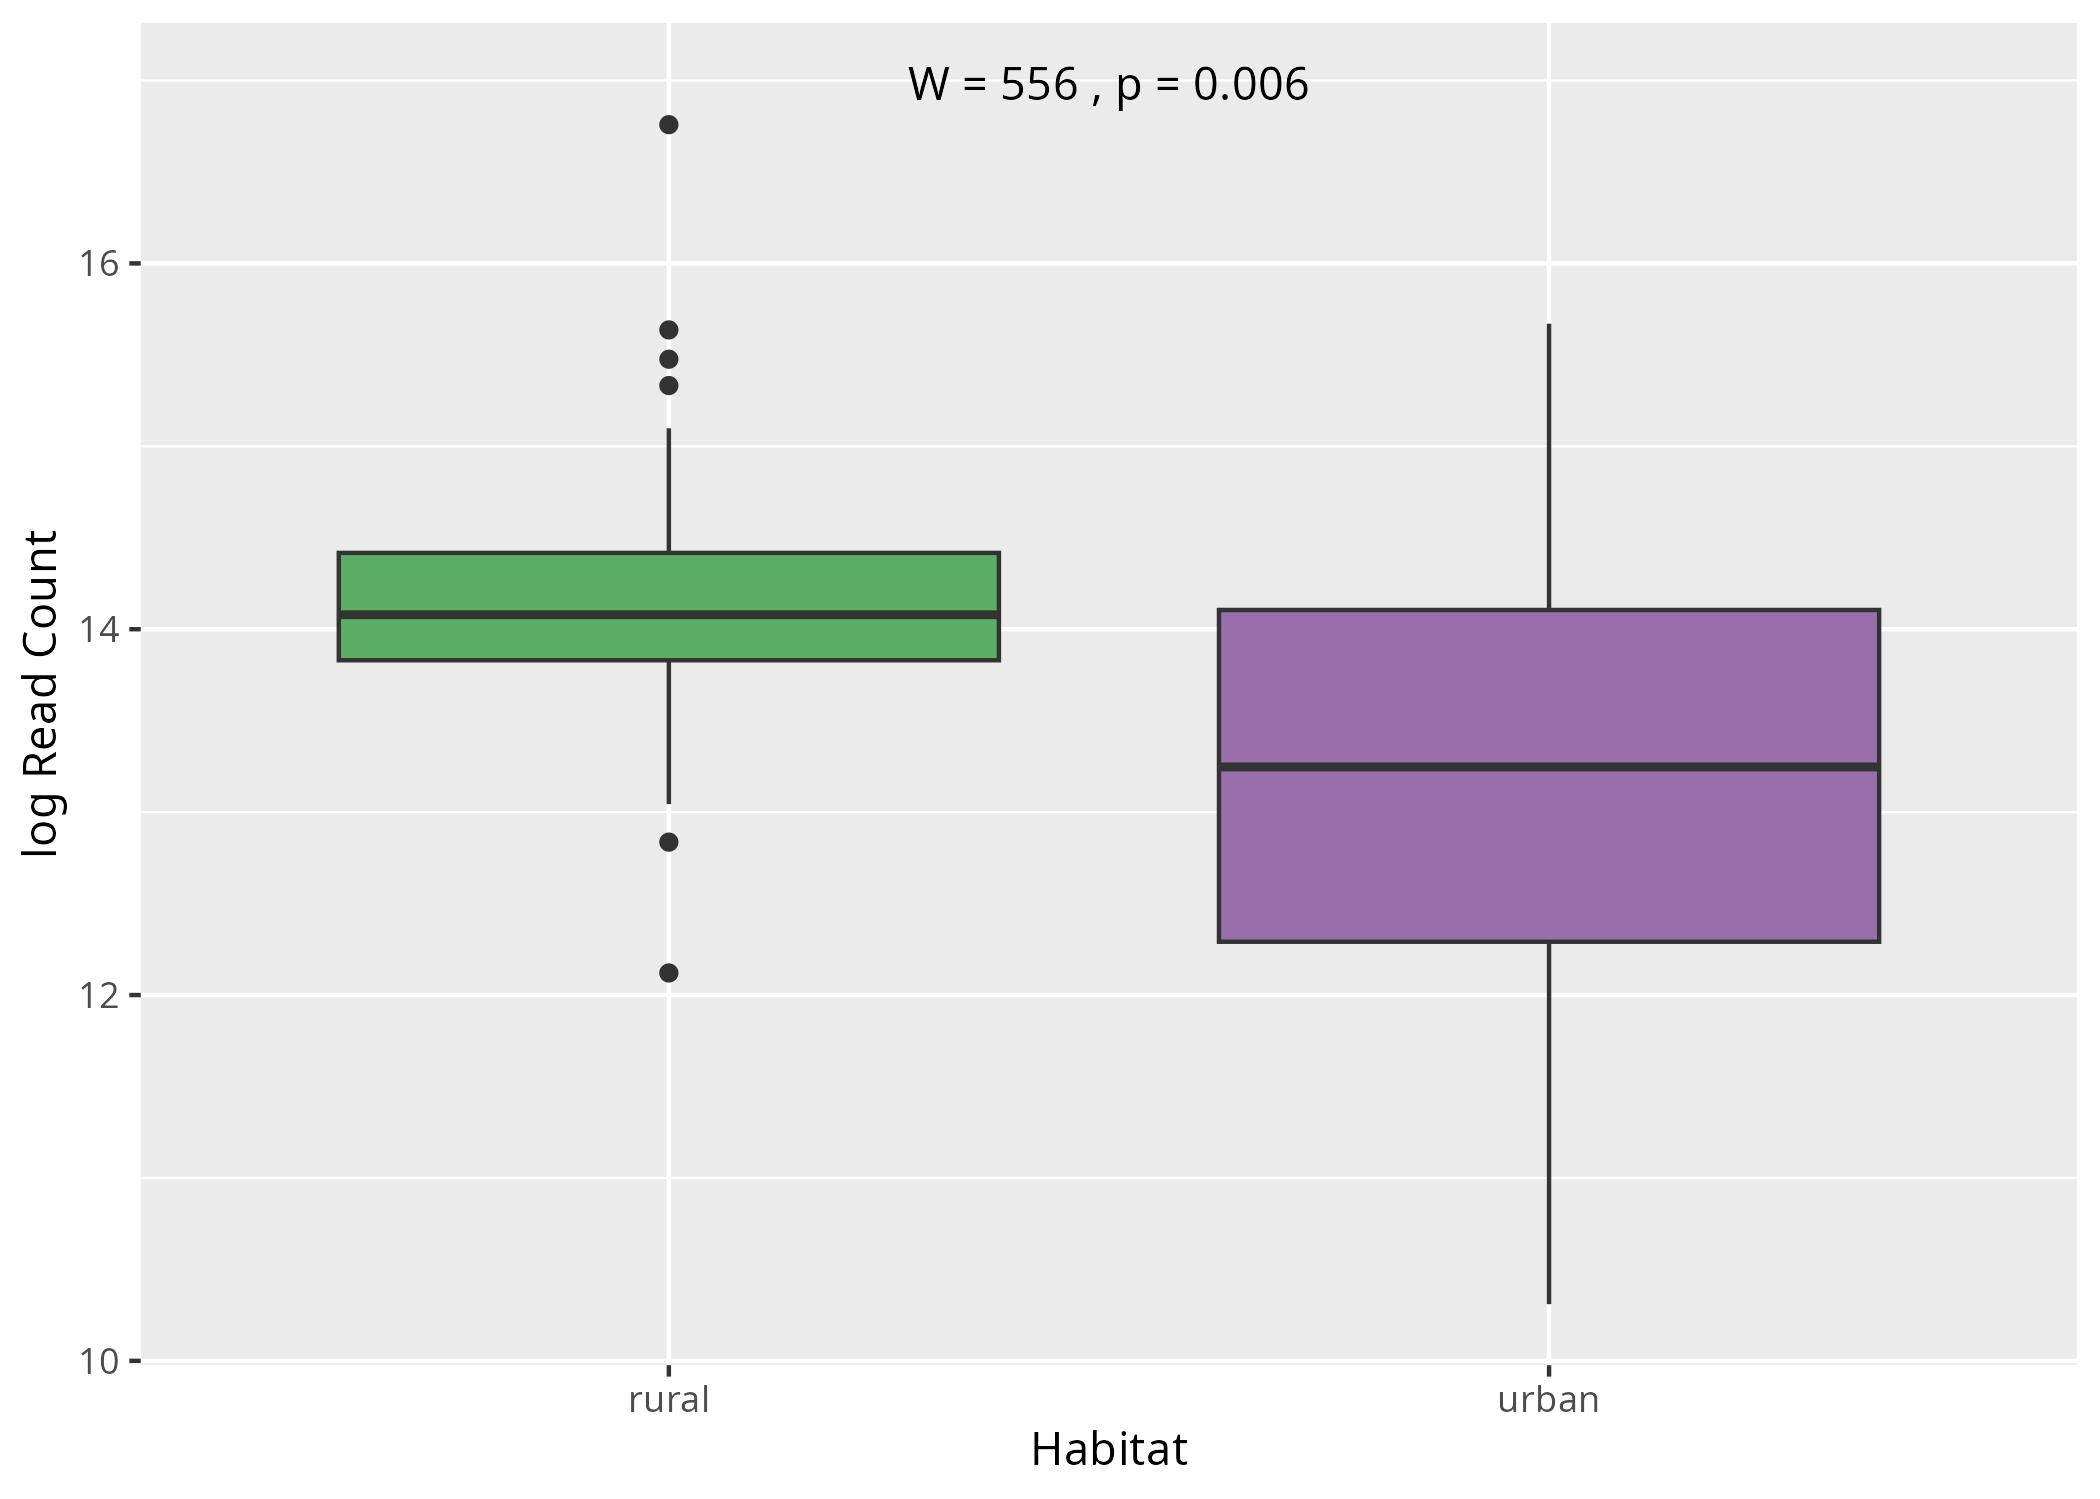 W = 556 , p = 0.006
16
14
12
10
log Read Count
rural
urban
Habitat